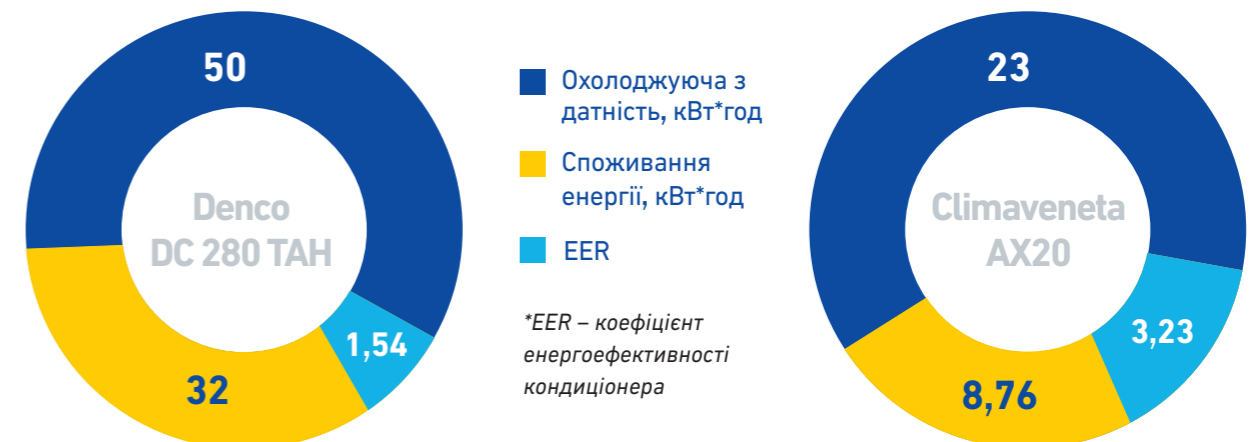 50
Denco
DC 280 TAH
1,54
32
Охолоджуюча з
датність, кВт*год
Споживання
енергії, кВт*год
EER
*EER – коефіцієнт
енергоефективності
кондиціонера
23
Climaveneta
AX20
3,23
8,76